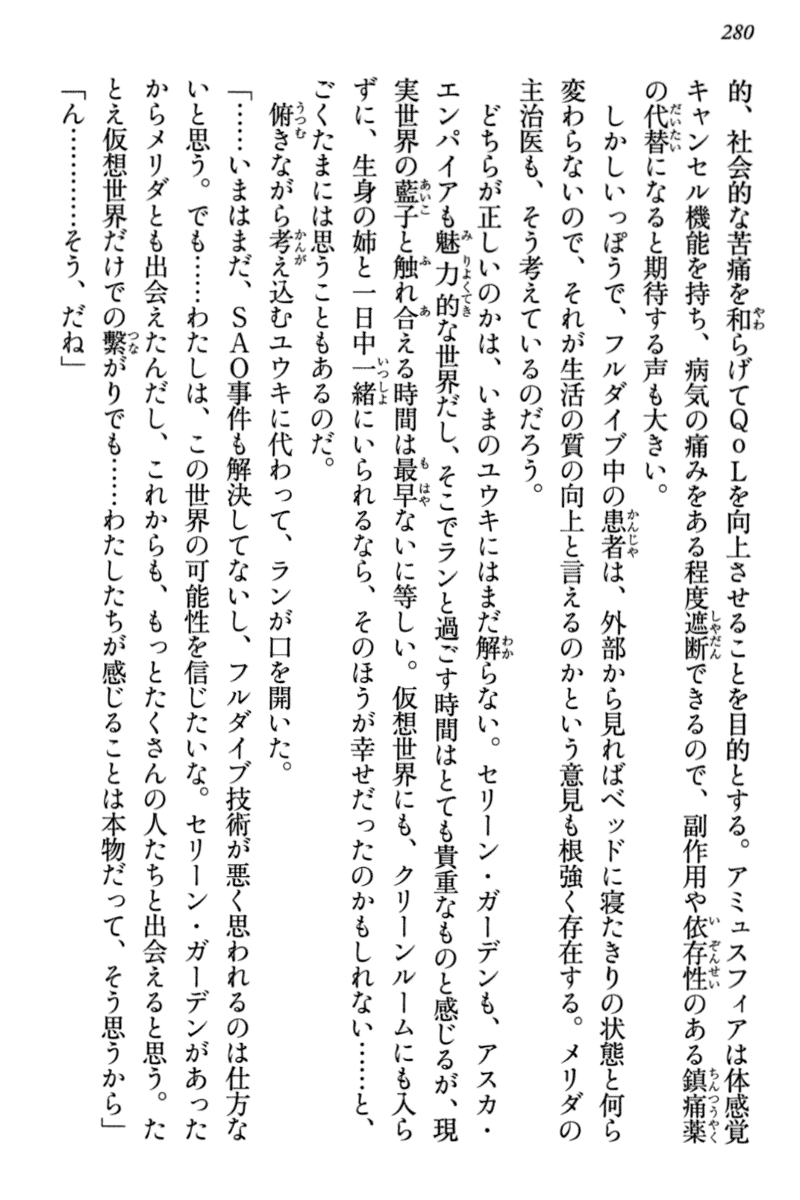 280
的、社会的な苦痛を和らげてQoLを向上させることを目的とする。アミュスフィアは体感覚
キャンセル機能を持ち、病気の痛みをある程度遮断できるので、副作用や依存性のある鎮痛薬
の代替になると期待する声も大きい。
しかしいっぽうで、フルダイブ中の患者は、外部から見ればベッドに寝たきりの状態と何ら
変わらないので、それが生活の質の向上と言えるのかという意見も根強く存在する。メリダの
主治医も、そう考えているのだろう。
どちらが正しいのかは、いまのユウキにはまだ解らない。セリーン・ガーデンも、アスカ・
エンパイアも魅力的な世界だし、そこでランと過ごす時間はとても貴重なものと感じるが、現
実世界の藍子と触れ合える時間は最早ないに等しい。仮想世界にも、クリーンルームにも入ら
ずに、生身の姉と一日中一緒にいられるなら、そのほうが幸せだったのかもしれない……と、
ごくたまには思うこともあるのだ。
俯きながら考え込むユウキに代わって、ランが口を開いた。
「……いまはまだ、SAO事件も解決してないし、フルダイブ技術が悪く思われるのは仕方な
いと思う。でも……わたしは、この世界の可能性を信じたいな。セリーン・ガーデンがあった
からメリダとも出会えたんだし、これからも、もっとたくさんの人たちと出会えると思う。た
とえ仮想世界だけでの繋がりでも……わたしたちが感じることは本物だって、そう思うから」
「ん…………そう、だね」